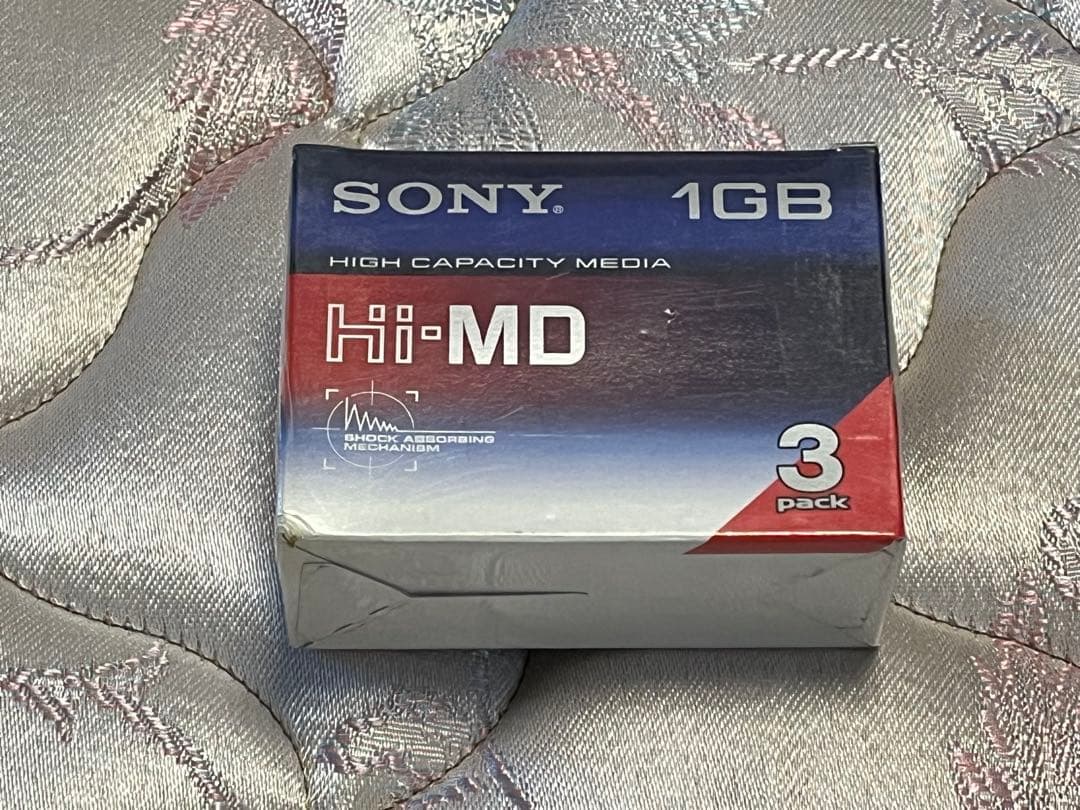 SONY® 1GB
HIGH CAPACITY MEDIA
Hi-MD
SHOCK ABSORBING
MECHANISM
3
pack